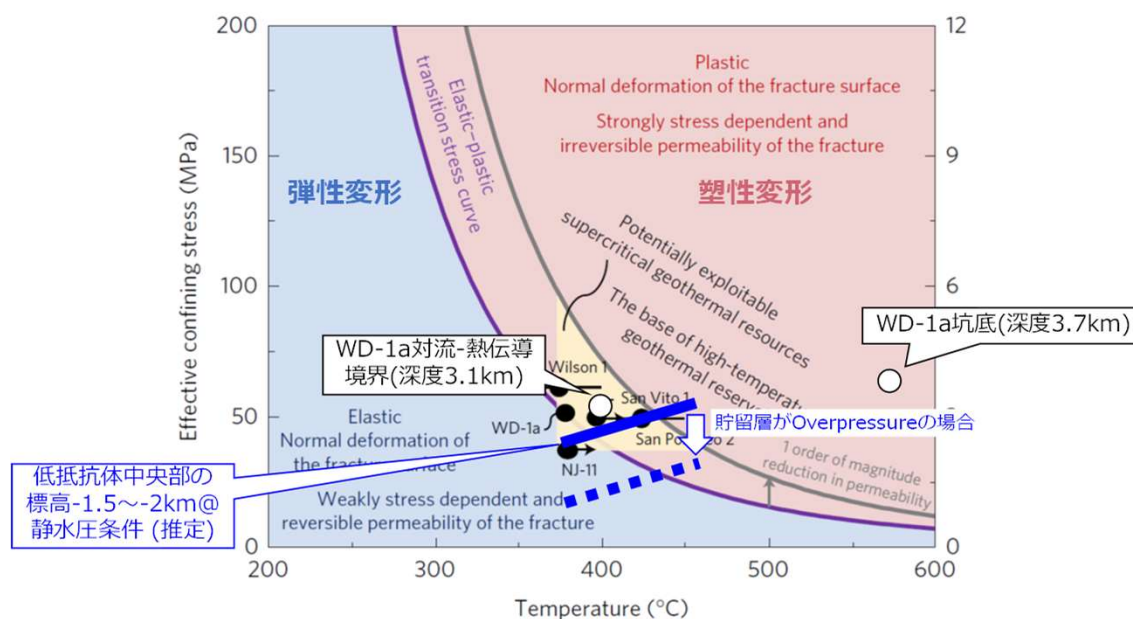 200
150
100
50
0
Effective confining stress (MPa)
12
9
6
3
0
200
300
400
500
600
Temperature (°C)
Elastic–plastic
transition stress curve
Plastic
Normal deformation of the fracture surface
Strongly stress dependent and
irreversible permeability of the fracture
弾性変形
塑性変形
Potentially exploitable
supercritical geothermal resources
The base of high-temperature
geothermal
WD-1a対流-熱伝導
境界(深度3.1km)
WD-1a坑底(深度3.7km)
Wilson 1
San Vito 1
WD-1a
San 2
NJ-11
貯留層がOverpressureの場合
Elastic
Normal deformation of
the fracture
Weakly stress dependent and
reversible permeability of the fracture
1 order of magnitude
reduction in permeability
低抵抗体中央部の
標高-1.5～-2km@
静水圧条件 (推定)